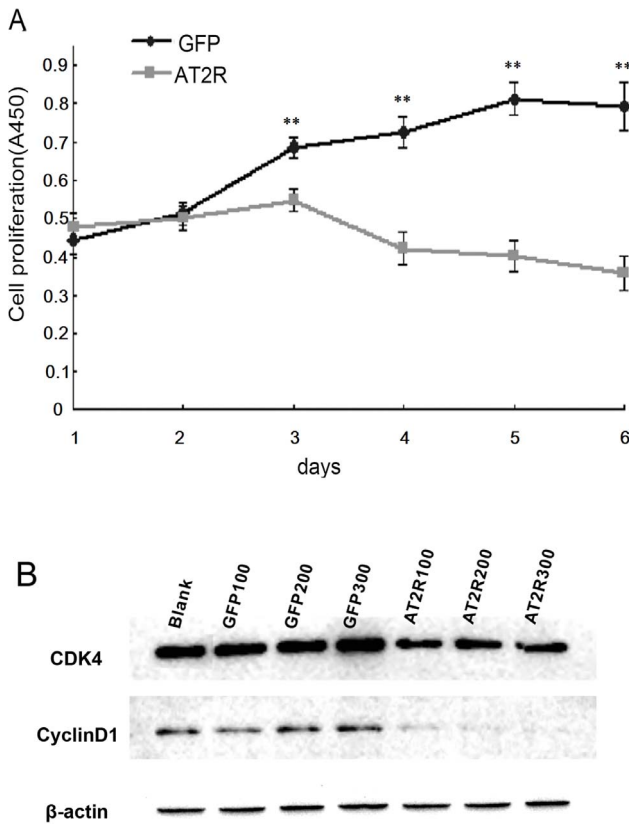 A
GFP
AT2R
Cell proliferation(A450)
0.9
0.8
0.7
0.6
0.5
0.4
0.3
0.2
0.1
0
**
**
**
**
1 2 3 4 5 6
days
B
Blank GFP100 GFP200 GFP300 AT2R100 AT2R200 AT2R300
CDK4
CyclinD1
β-actin